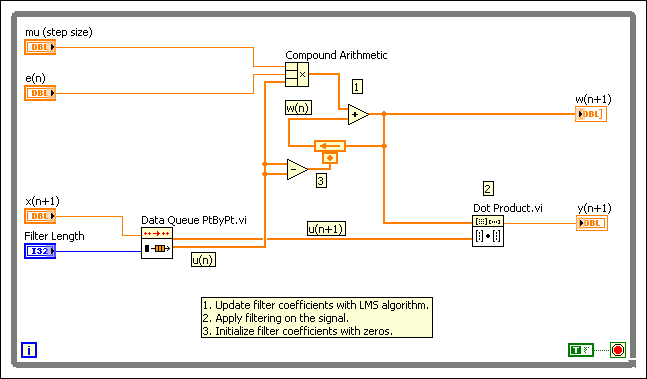 mu (step size)
DBL
e(n)
DBL
Compound Arithmetic
×
1
w(n)
+
w(n+1)
DBL
-
3
x(n+1)
DBL
Filter Length
I32
Data Queue PtByPt.vi
u(n)
u(n+1)
2
Dot Product.vi
y(n+1)
DBL
1. Update filter coefficients with LMS algorithm.
2. Apply filtering on the signal.
3. Initialize filter coefficients with zeros.
i
T